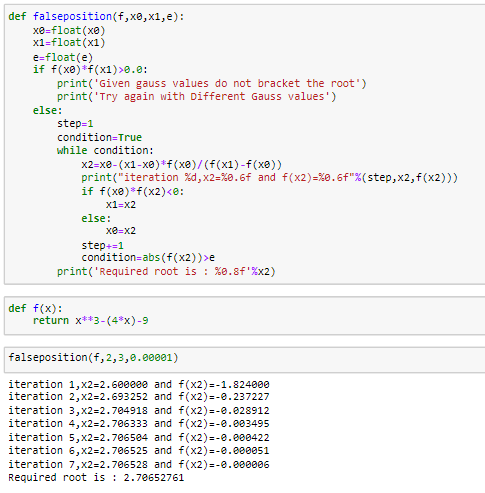 def falseposition(f,x0,x1,e):
    x0=float(x0)
    x1=float(x1)
    e=float(e)
    if f(x0)*f(x1)>0.0:
        print('Given gauss values do not bracket the root')
        print('Try again with Different Gauss values')
    else:
        step=1
        condition=True
        while condition:
            x2=x0-(x1-x0)*f(x0)/(f(x1)-f(x0))
            print("iteration %d,x2=%0.6f and f(x2)=%0.6f"%(step,x2,f(x2)))
            if f(x0)*f(x2)<0:
                x1=x2
            else:
                x0=x2
            step+=1
            condition=abs(f(x2))>e
        print('Required root is : %0.8f'%x2)
def f(x):
    return x**3-(4*x)-9
falseposition(f,2,3,0.00001)
iteration 1,x2=2.600000 and f(x2)=-1.824000
iteration 2,x2=2.693252 and f(x2)=-0.237227
iteration 3,x2=2.704918 and f(x2)=-0.028912
iteration 4,x2=2.706333 and f(x2)=-0.003495
iteration 5,x2=2.706504 and f(x2)=-0.000422
iteration 6,x2=2.706525 and f(x2)=-0.000051
iteration 7,x2=2.706528 and f(x2)=-0.000006
Required root is : 2.70652761